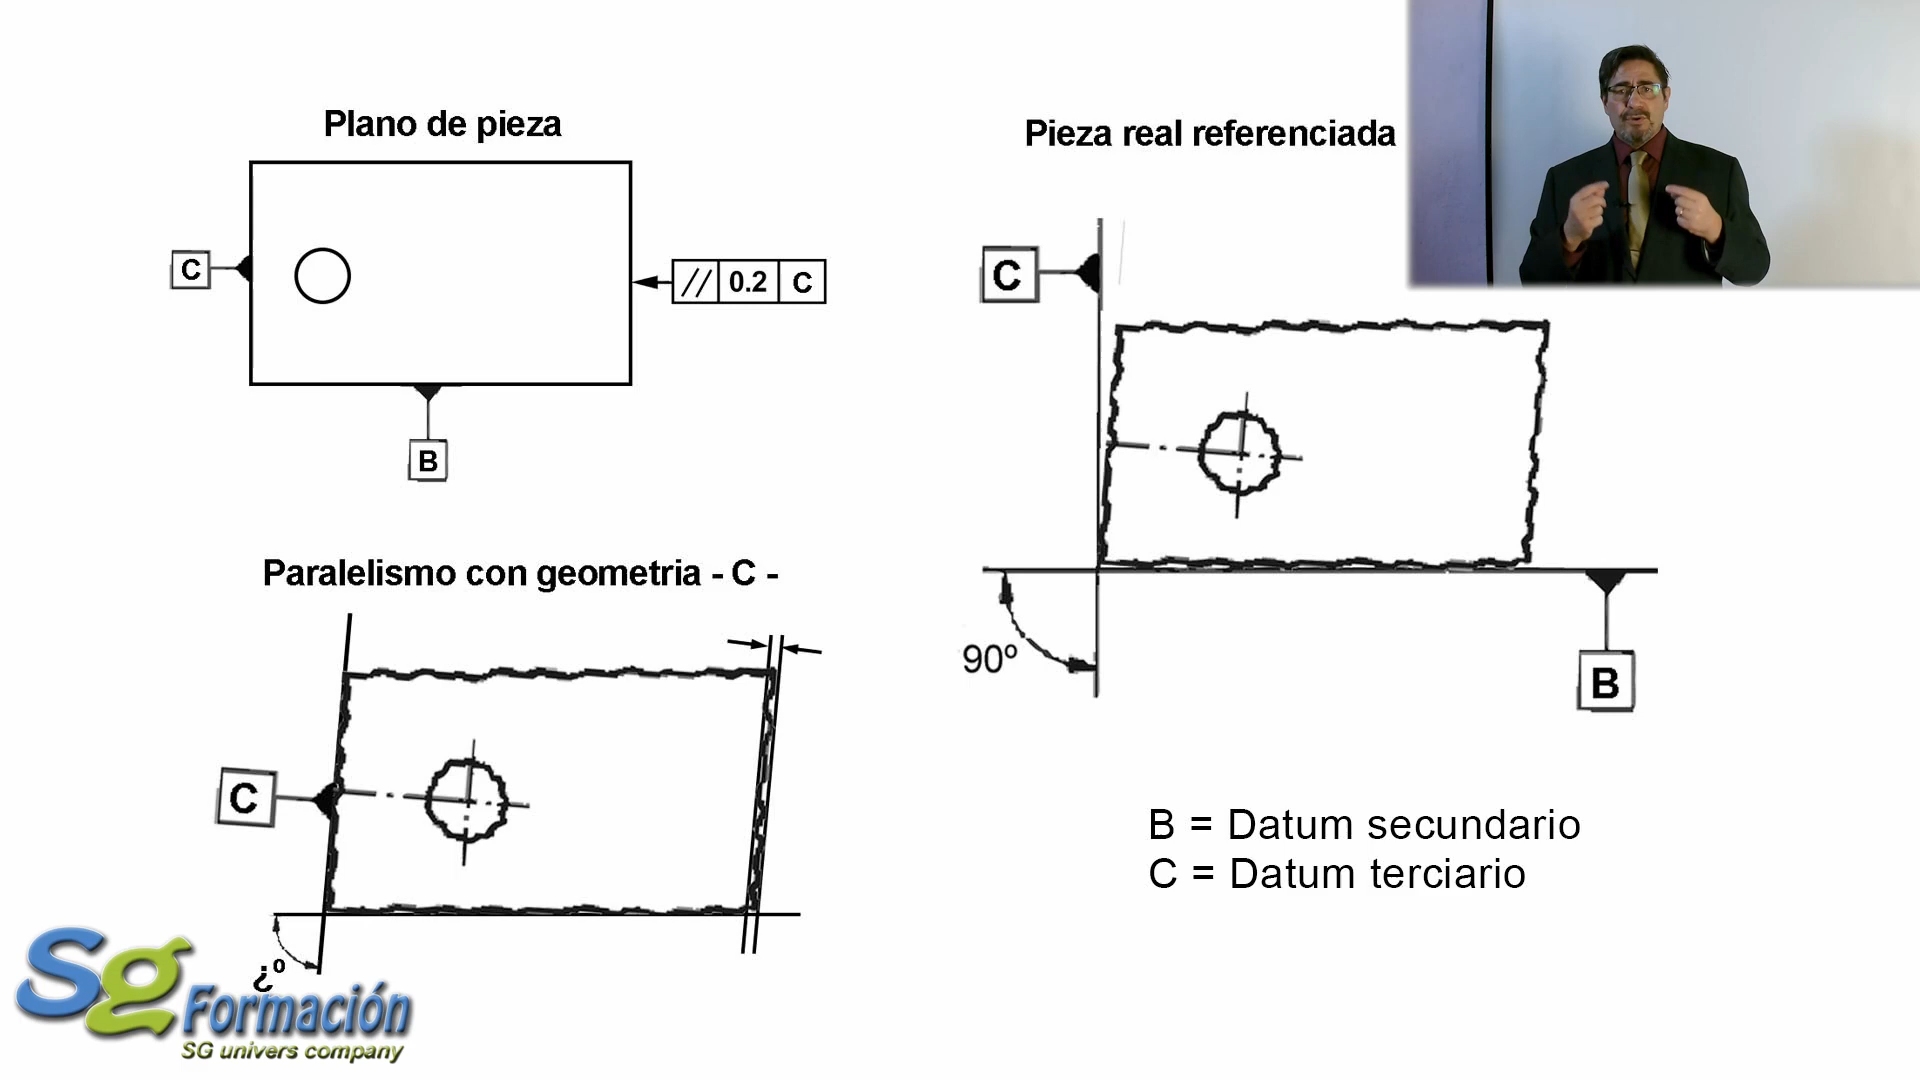 Plano de pieza
C
// 0.2 C
B
Pieza real referenciada
C
90º
B
Paralelismo con geometria - C -
C
¿º
B = Datum secundario
C = Datum terciario
Sg Formación
SG univers company